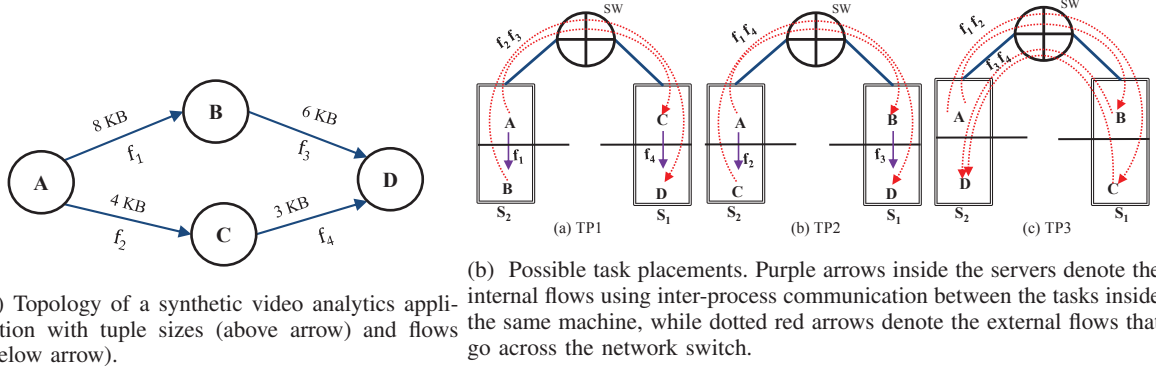 8 KB
f1
B
6 KB
f3
A
D
4 KB
f2
C
3 KB
f4
) Topology of a synthetic video analytics appli-
tion with tuple sizes (above arrow) and flows
elow arrow).
SW
f2 f3
A
f1
B
S2
C
f4
D
S1
(a) TP1
SW
f1 f4
A
f2
C
S2
B
f3
D
S1
(b) TP2
SW
f1 f2
f3 f4
A
D
S2
B
C
S1
(c) TP3
(b) Possible task placements. Purple arrows inside the servers denote the
internal flows using inter-process communication between the tasks inside
the same machine, while dotted red arrows denote the external flows that
go across the network switch.